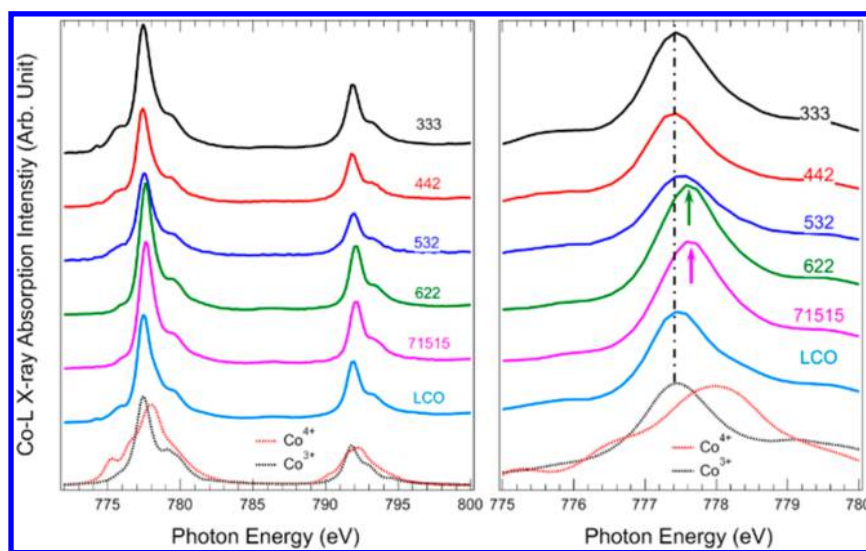 Co-L X-ray Absorption Intenstiy (Arb. Unit)
333
442
532
622
71515
LCO
Co4+
Co3+
775 780 785 790 795 800
Photon Energy (eV)
333
442
532
622
71515
LCO
Co4+
Co3+
775 776 777 778 779 780
Photon Energy (eV)